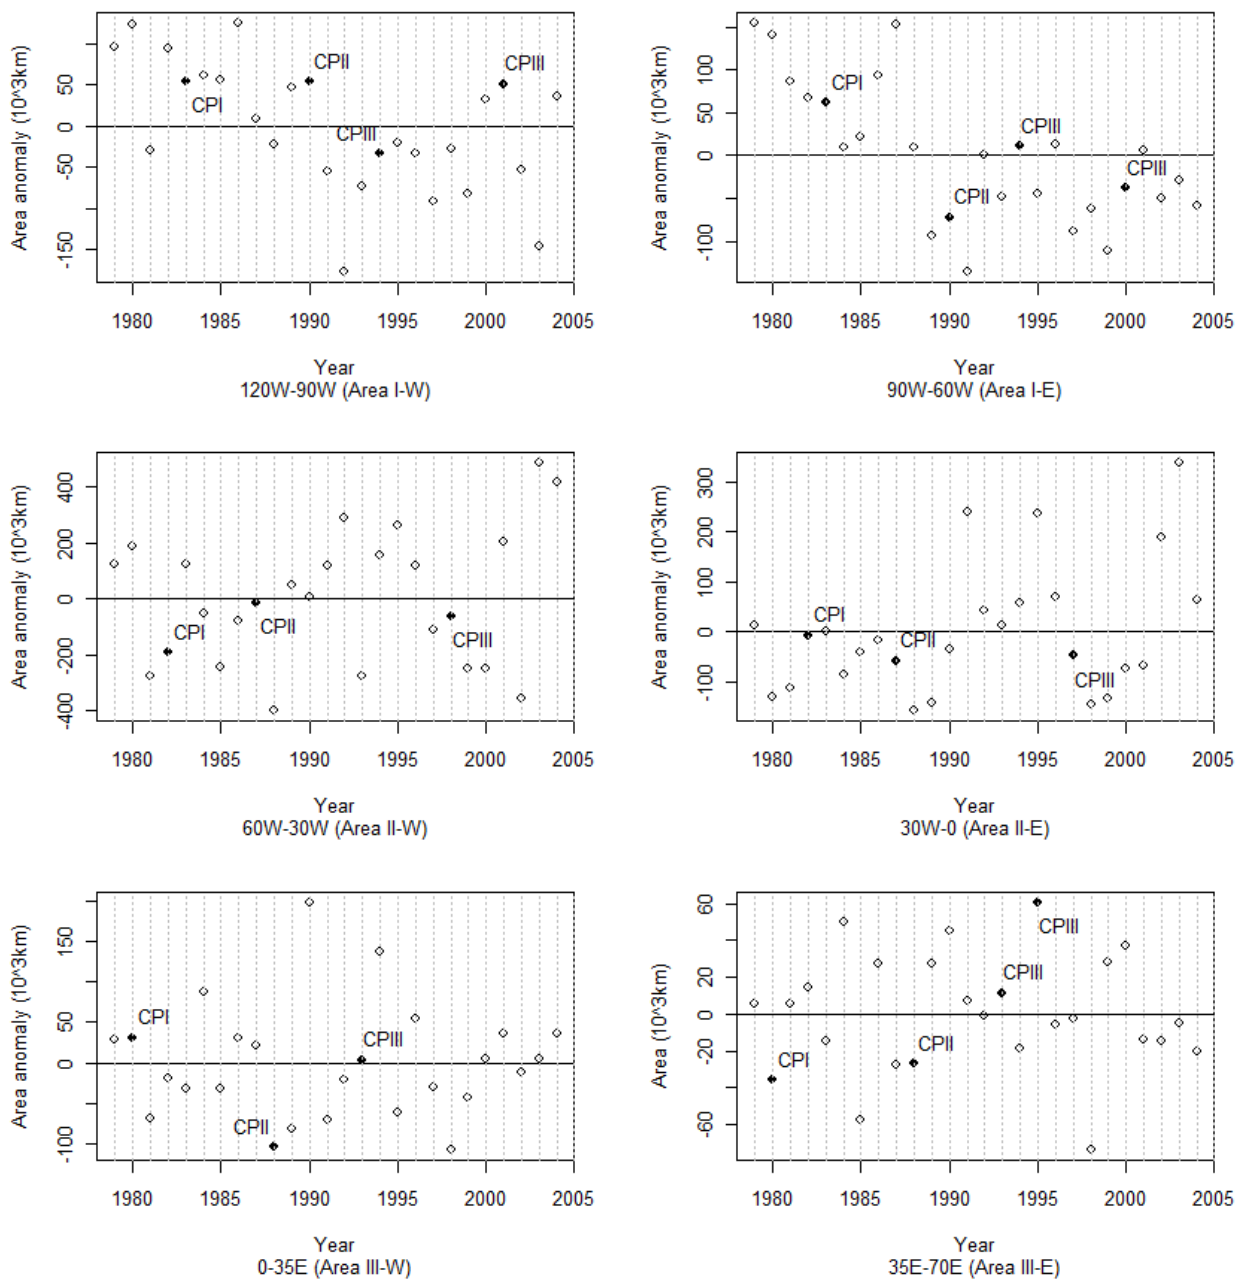 Area anomaly (10^3km)
50
0
-50
-150
CPI
CPII
CPIII
CPIII
1980 1985 1990 1995 2000 2005
Year
120W-90W (Area I-W)
Area anomaly (10^3km)
100
50
0
-100
CPI
CPII
CPIII
CPIII
1980 1985 1990 1995 2000 2005
Year
90W-60W (Area I-E)
Area anomaly (10^3km)
400
200
0
-200
-400
CPI
CPII
CPIII
1980 1985 1990 1995 2000 2005
Year
60W-30W (Area II-W)
Area anomaly (10^3km)
300
200
100
0
-100
CPI
CPII
CPIII
1980 1985 1990 1995 2000 2005
Year
30W-0 (Area II-E)
Area anomaly (10^3km)
150
50
0
-100
CPI
CPII
CPIII
1980 1985 1990 1995 2000 2005
Year
0-35E (Area III-W)
Area (10^3km)
60
20
0
-20
-60
CPI
CPII
CPIII
CPIII
1980 1985 1990 1995 2000 2005
Year
35E-70E (Area III-E)